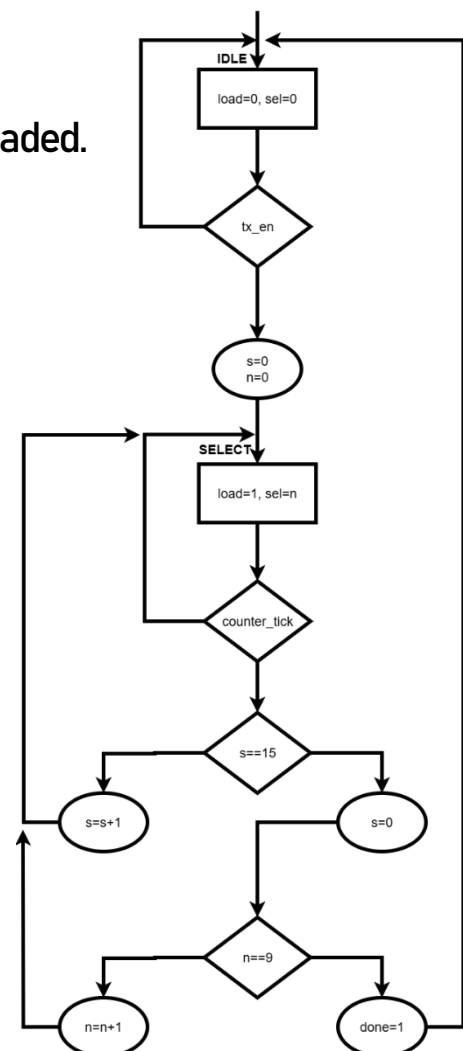 IDLE
load=0, sel=0
aded.
tx_en
s=0
n=0
SELECT
load=1, sel=n
counter_tick
s==15
s=s+1
s=0
n==9
n=n+1
done=1